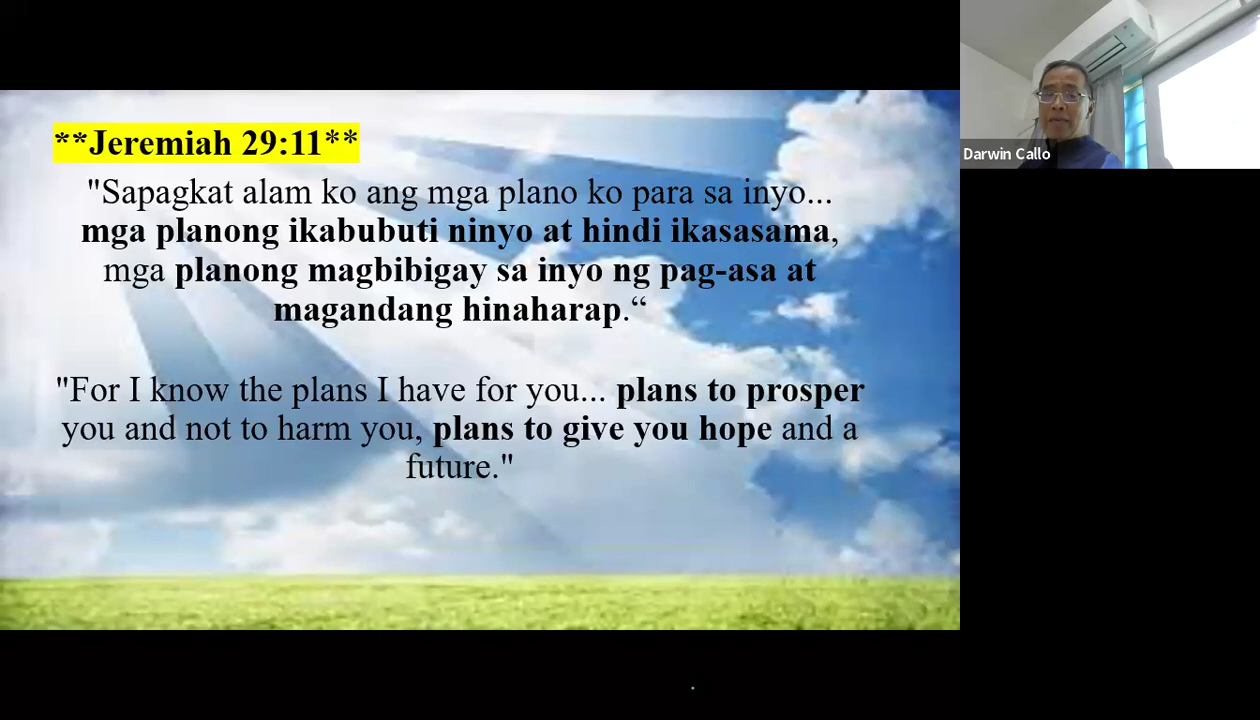 **Jeremiah 29:11**
"Sapagkat alam ko ang mga plano ko para sa inyo...
mga planong ikabubuti ninyo at hindi ikasasama,
mga planong magbibigay sa inyo ng pag-asa at
magandang hinaharap.“
"For I know the plans I have for you... plans to prosper
you and not to harm you, plans to give you hope and a
future."
Darwin Callo